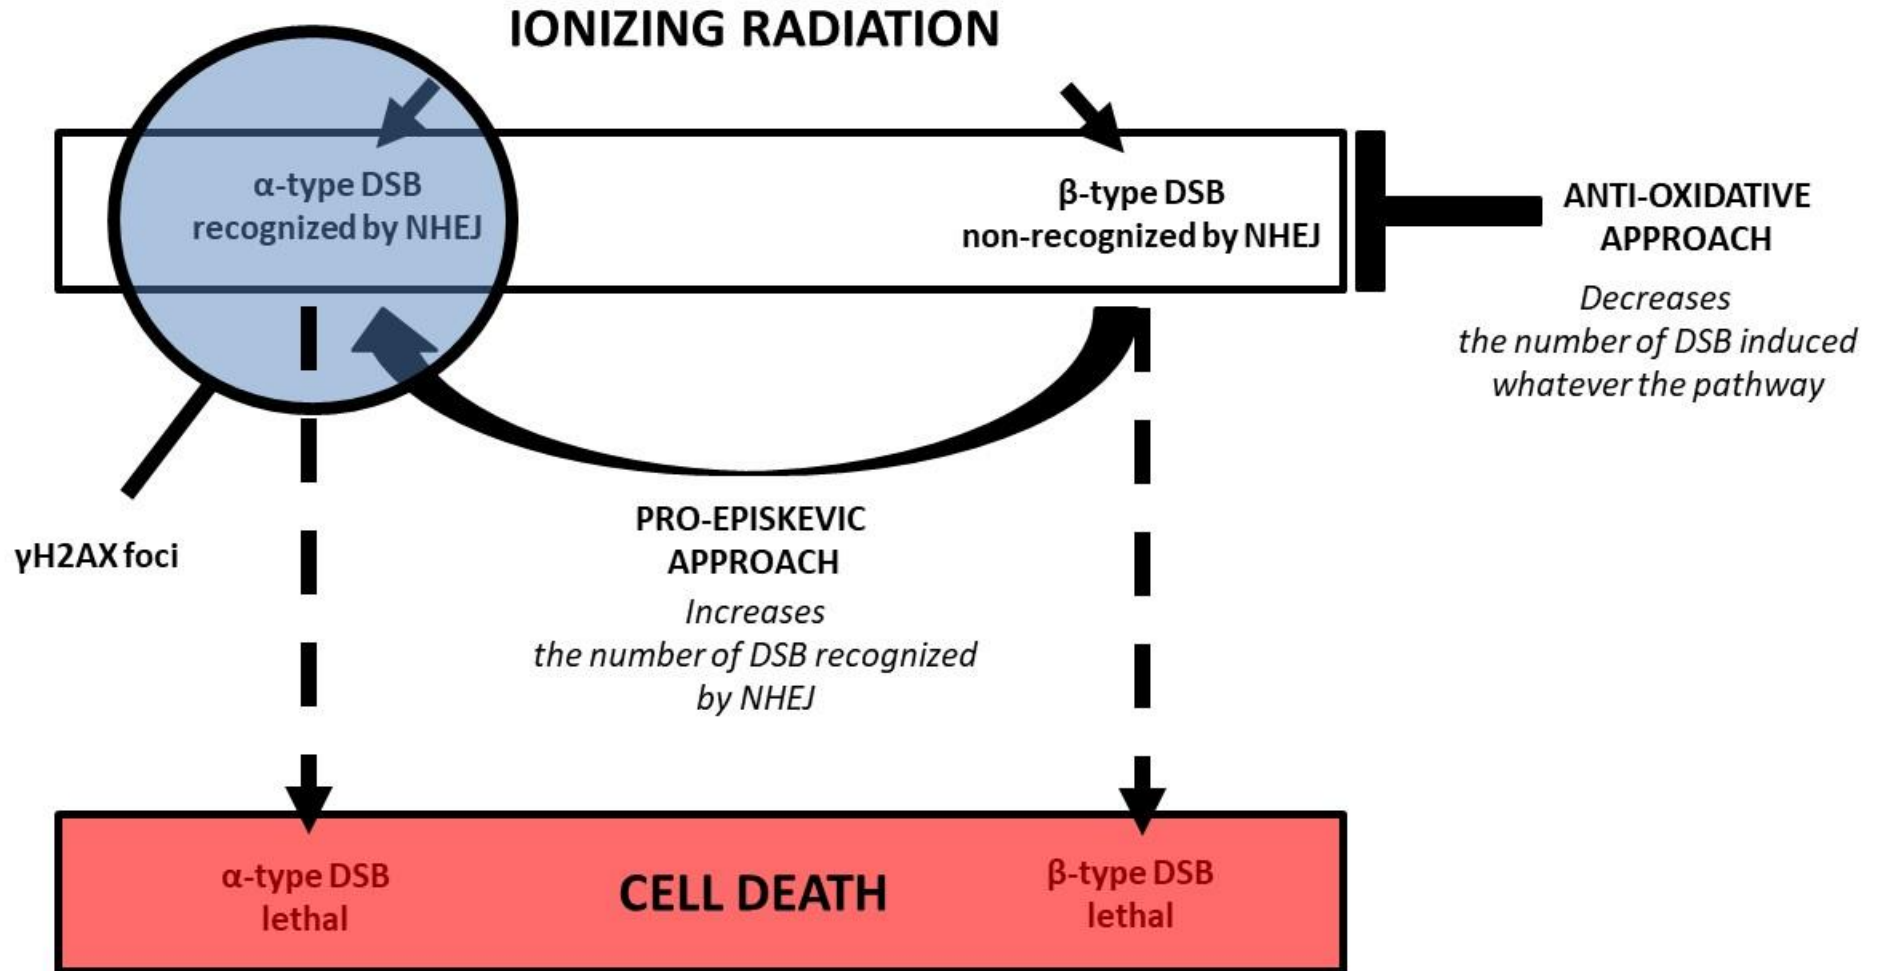 IONIZING RADIATION
α-type DSB
recognized by NHEJ
β-type DSB
non-recognized by NHEJ
ANTI-OXIDATIVE
APPROACH
Decreases
the number of DSB induced
whatever the pathway
γH2AX foci
PRO-EPISKEVIC
APPROACH
Increases
the number of DSB recognized
by NHEJ
α-type DSB
lethal
CELL DEATH
β-type DSB
lethal